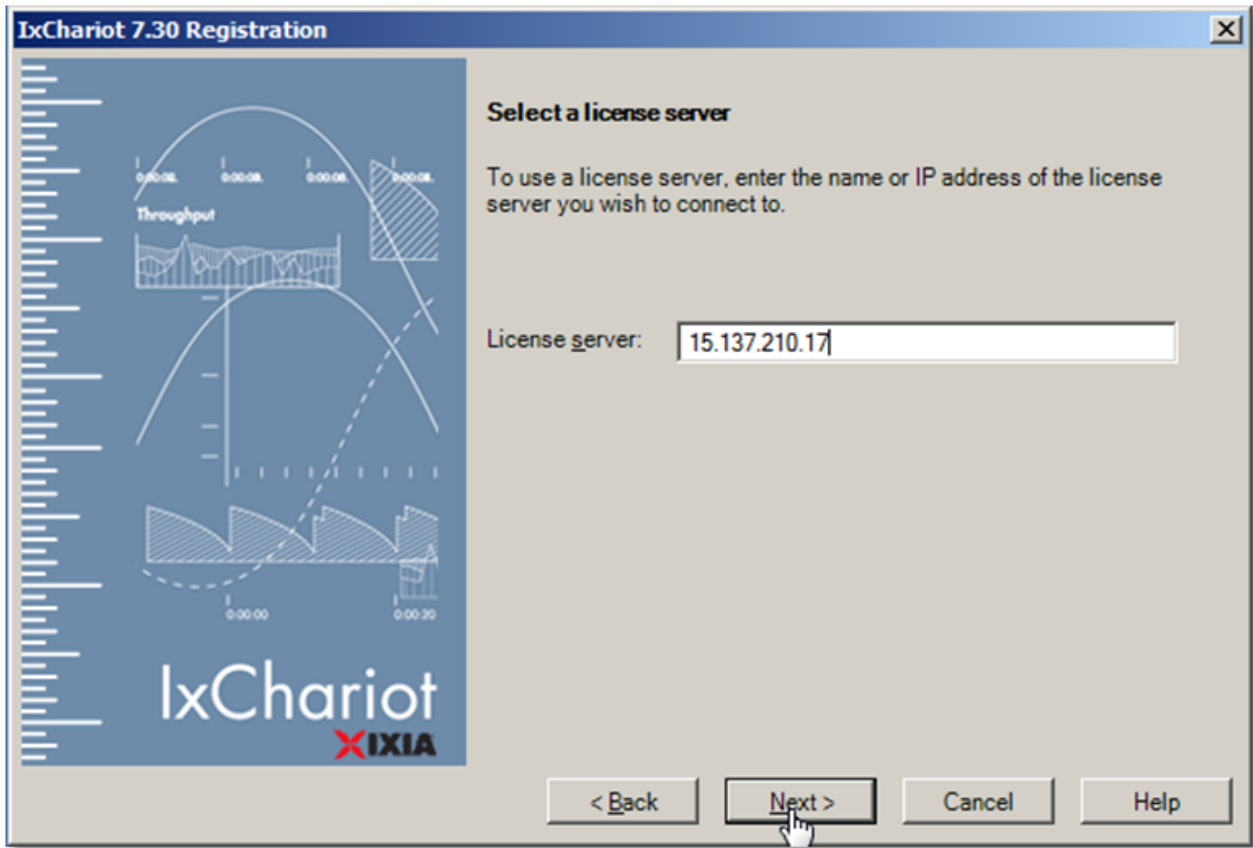 IxChariot 7.30 Registration
Select a license server
To use a license server, enter the name or IP address of the license
server you wish to connect to.
License server:
15.137.210.17
Throughput
0:00:00
0:00:20
IxChariot
IXIA
< Back
Next >
Cancel
Help